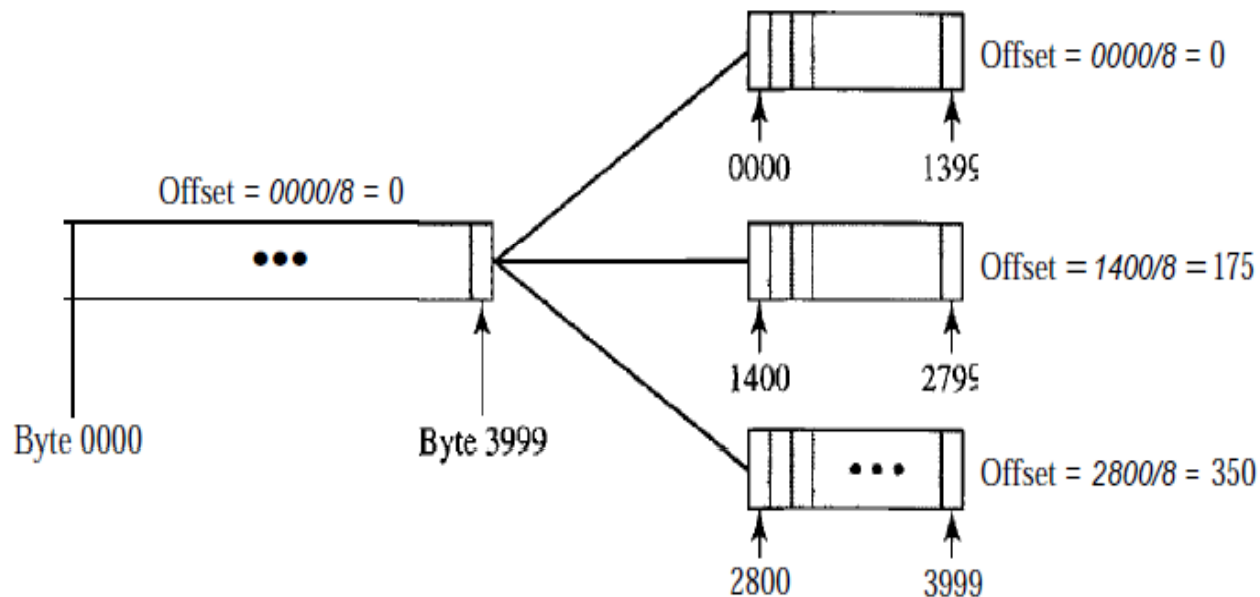 Offset = 0000/8 = 0
0000 1399
Offset = 0000/8 = 0
Offset = 1400/8 = 175
1400 2799
Byte 0000 Byte 3999
Offset = 2800/8 = 350
2800 3999